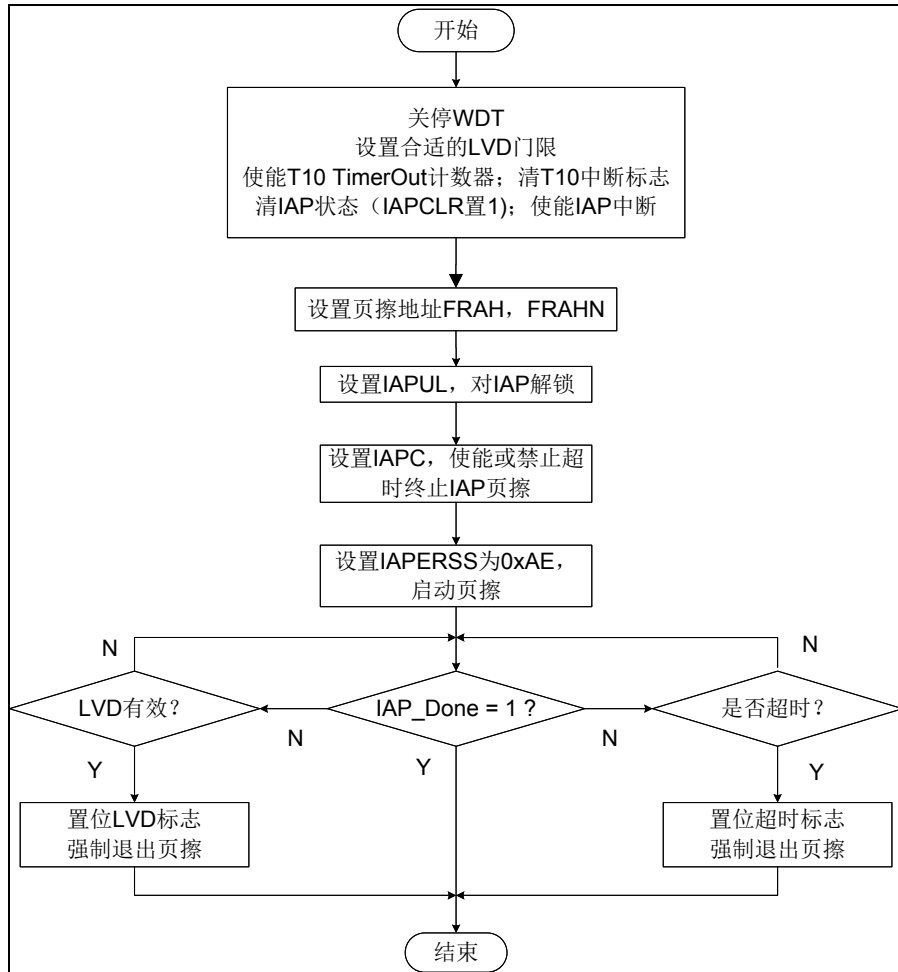 开始
关停WDT
设置合适的LVD门限
使能T10 TimerOut计数器；清T10中断标志
清IAP状态（IAPCLR置1)；使能IAP中断
设置页擦地址FRAH，FRAHN
设置IAPUL，对IAP解锁
设置IAPC，使能或禁止超
时终止IAP页擦
设置IAPERSS为0xAE，
启动页擦
N
N
LVD有效？
IAP_Done = 1？
是否超时？
N
N
Y
Y
Y
置位LVD标志
强制退出页擦
置位超时标志
强制退出页擦
结束